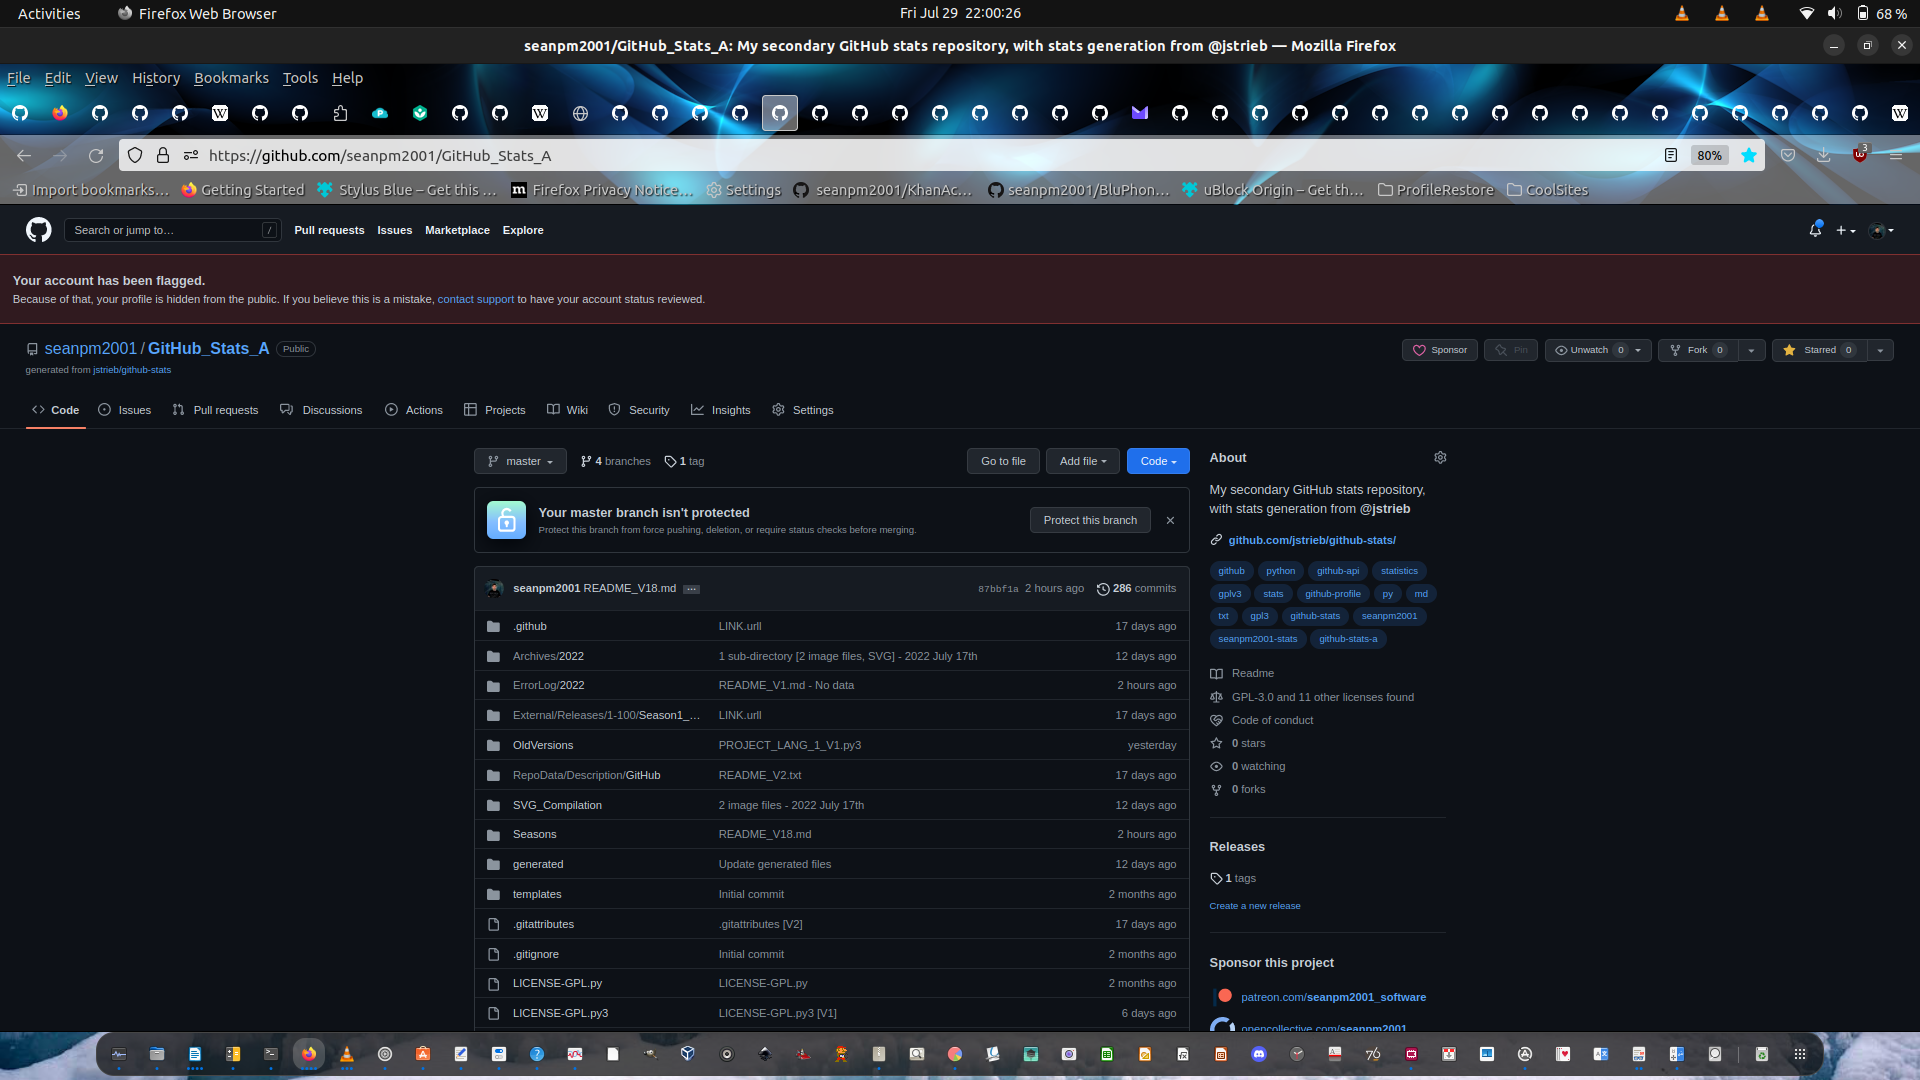 Activities
Firefox Web Browser
Fri Jul 29 22:00:26
68 %
seanpm2001/GitHub_Stats_A: My secondary GitHub stats repository, with stats generation from @jstrieb — Mozilla Firefox
File Edit View History Bookmarks Tools Help
https://github.com/seanpm2001/GitHub_Stats_A
80%
3
Import bookmarks… Getting Started Stylus Blue – Get this … Firefox Privacy Notice… Settings seanpm2001/KhanAc… seanpm2001/BluPhon… uBlock Origin – Get th… ProfileRestore CoolSites
Search or jump to… /
Pull requests Issues Marketplace Explore
Your account has been flagged.
Because of that, your profile is hidden from the public. If you believe this is a mistake, contact support to have your account status reviewed.
seanpm2001 / GitHub_Stats_A Public
generated from jstrieb/github-stats
Sponsor Pin Unwatch 0 Fork 0 Starred 0
Code Issues Pull requests Discussions Actions Projects Wiki Security Insights Settings
master 4 branches 1 tag
Go to file Add file Code
Your master branch isn't protected
Protect this branch from force pushing, deletion, or require status checks before merging.
Protect this branch
seanpm2001 README_V18.md … 87bbf1a 2 hours ago 286 commits
.github LINK.urll 17 days ago
Archives/2022 1 sub-directory [2 image files, SVG] - 2022 July 17th 12 days ago
ErrorLog/2022 README_V1.md - No data 2 hours ago
External/Releases/1-100/Season1_… LINK.urll 17 days ago
OldVersions PROJECT_LANG_1_V1.py3 yesterday
RepoData/Description/GitHub README_V2.txt 17 days ago
SVG_Compilation 2 image files - 2022 July 17th 12 days ago
Seasons README_V18.md 2 hours ago
generated Update generated files 12 days ago
templates Initial commit 2 months ago
.gitattributes .gitattributes [V2] 17 days ago
.gitignore Initial commit 2 months ago
LICENSE-GPL.py LICENSE-GPL.py 2 months ago
LICENSE-GPL.py3 LICENSE-GPL.py3 [V1] 6 days ago
About
My secondary GitHub stats repository,
with stats generation from @jstrieb
github.com/jstrieb/github-stats/
github python github-api statistics
gplv3 stats github-profile py md
txt gpl3 github-stats seanpm2001
seanpm2001-stats github-stats-a
Readme
GPL-3.0 and 11 other licenses found
Code of conduct
0 stars
0 watching
0 forks
Releases
1 tags
Create a new release
Sponsor this project
patreon.com/seanpm2001_software
opencollective.com/seanpm2001